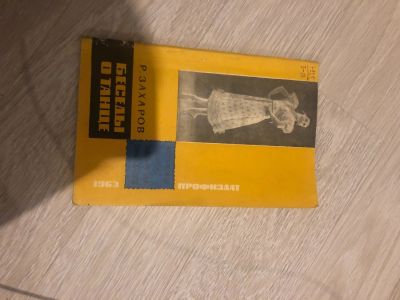 Р. ЗАХАРОВ
БЕСЕДЫ
О ТАНЦЕ
1963
ПРОФИЗДАТ